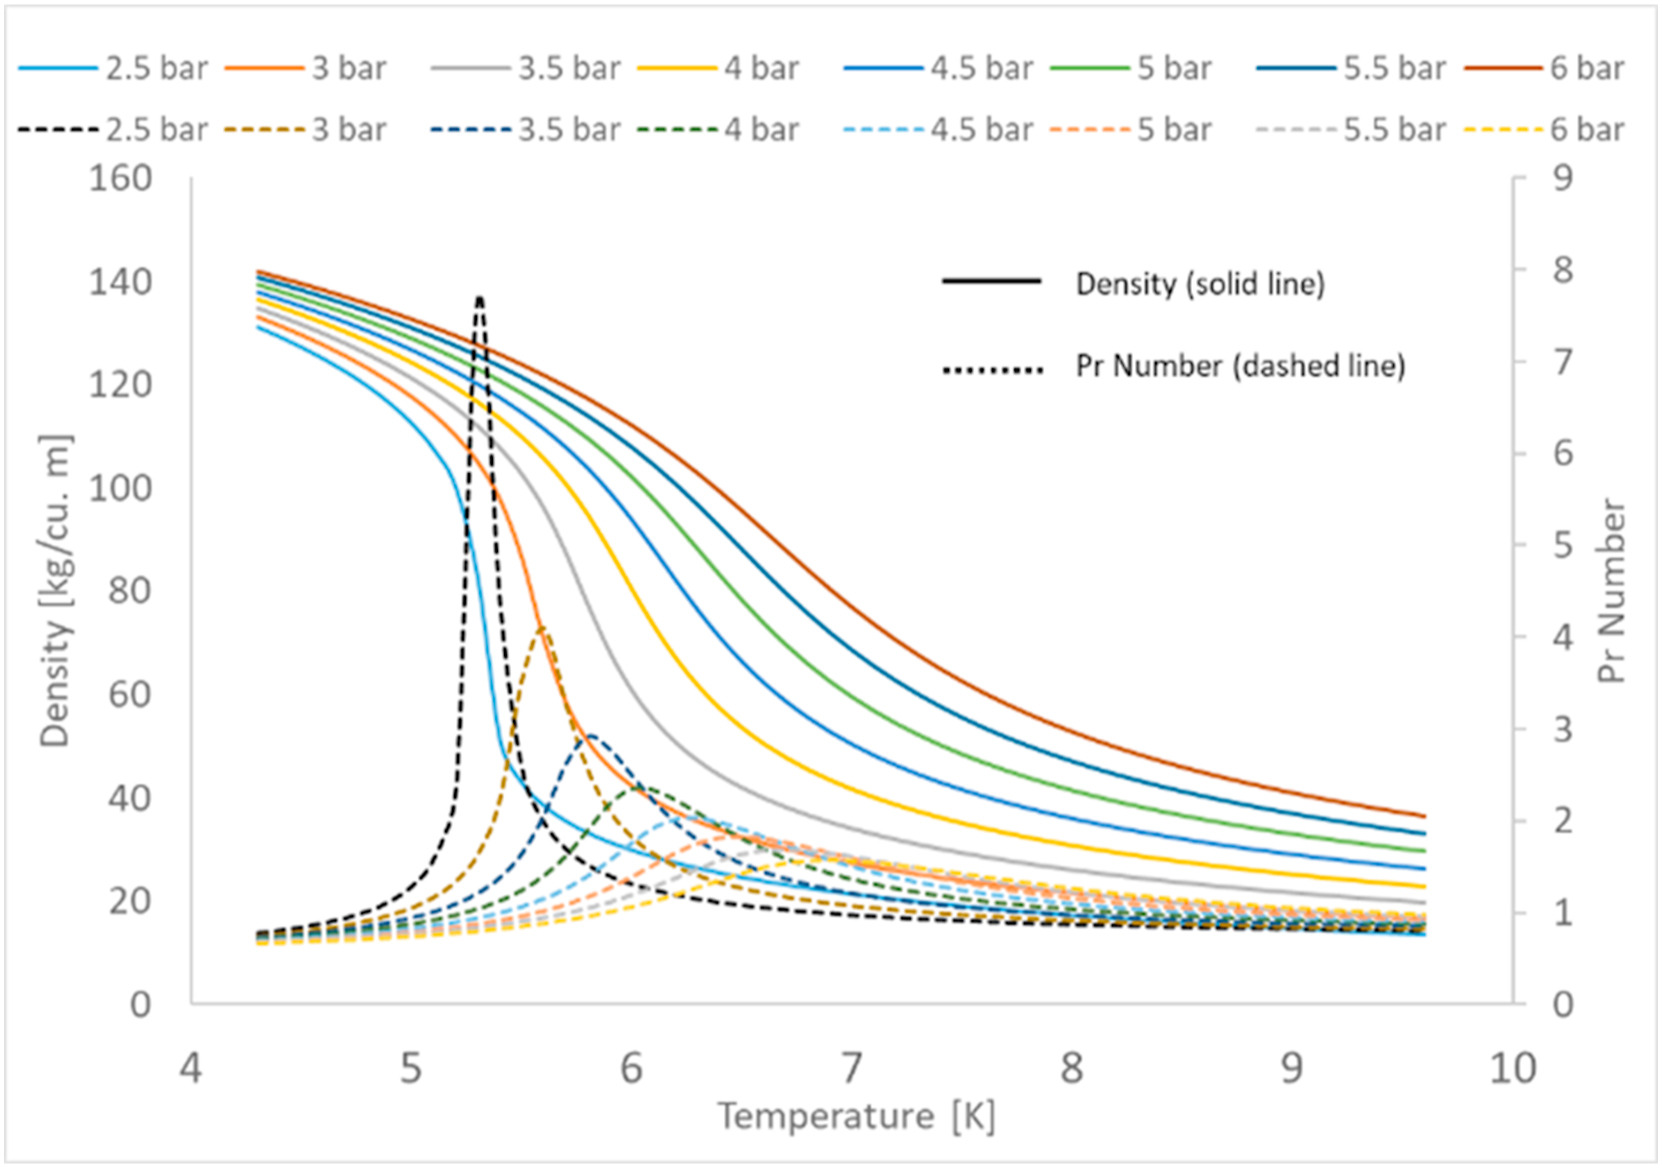 2.5 bar 3 bar 3.5 bar 4 bar 4.5 bar 5 bar 5.5 bar 6 bar
2.5 bar 3 bar 3.5 bar 4 bar 4.5 bar 5 bar 5.5 bar 6 bar
160 9
140 8
120 7
100 6
80 5
60 4
40 3
20 2
0 1
0
Density (solid line)
Pr Number (dashed line)
Density [kg/cu. m]
Pr Number
4 5 6 7 8 9 10
Temperature [K]